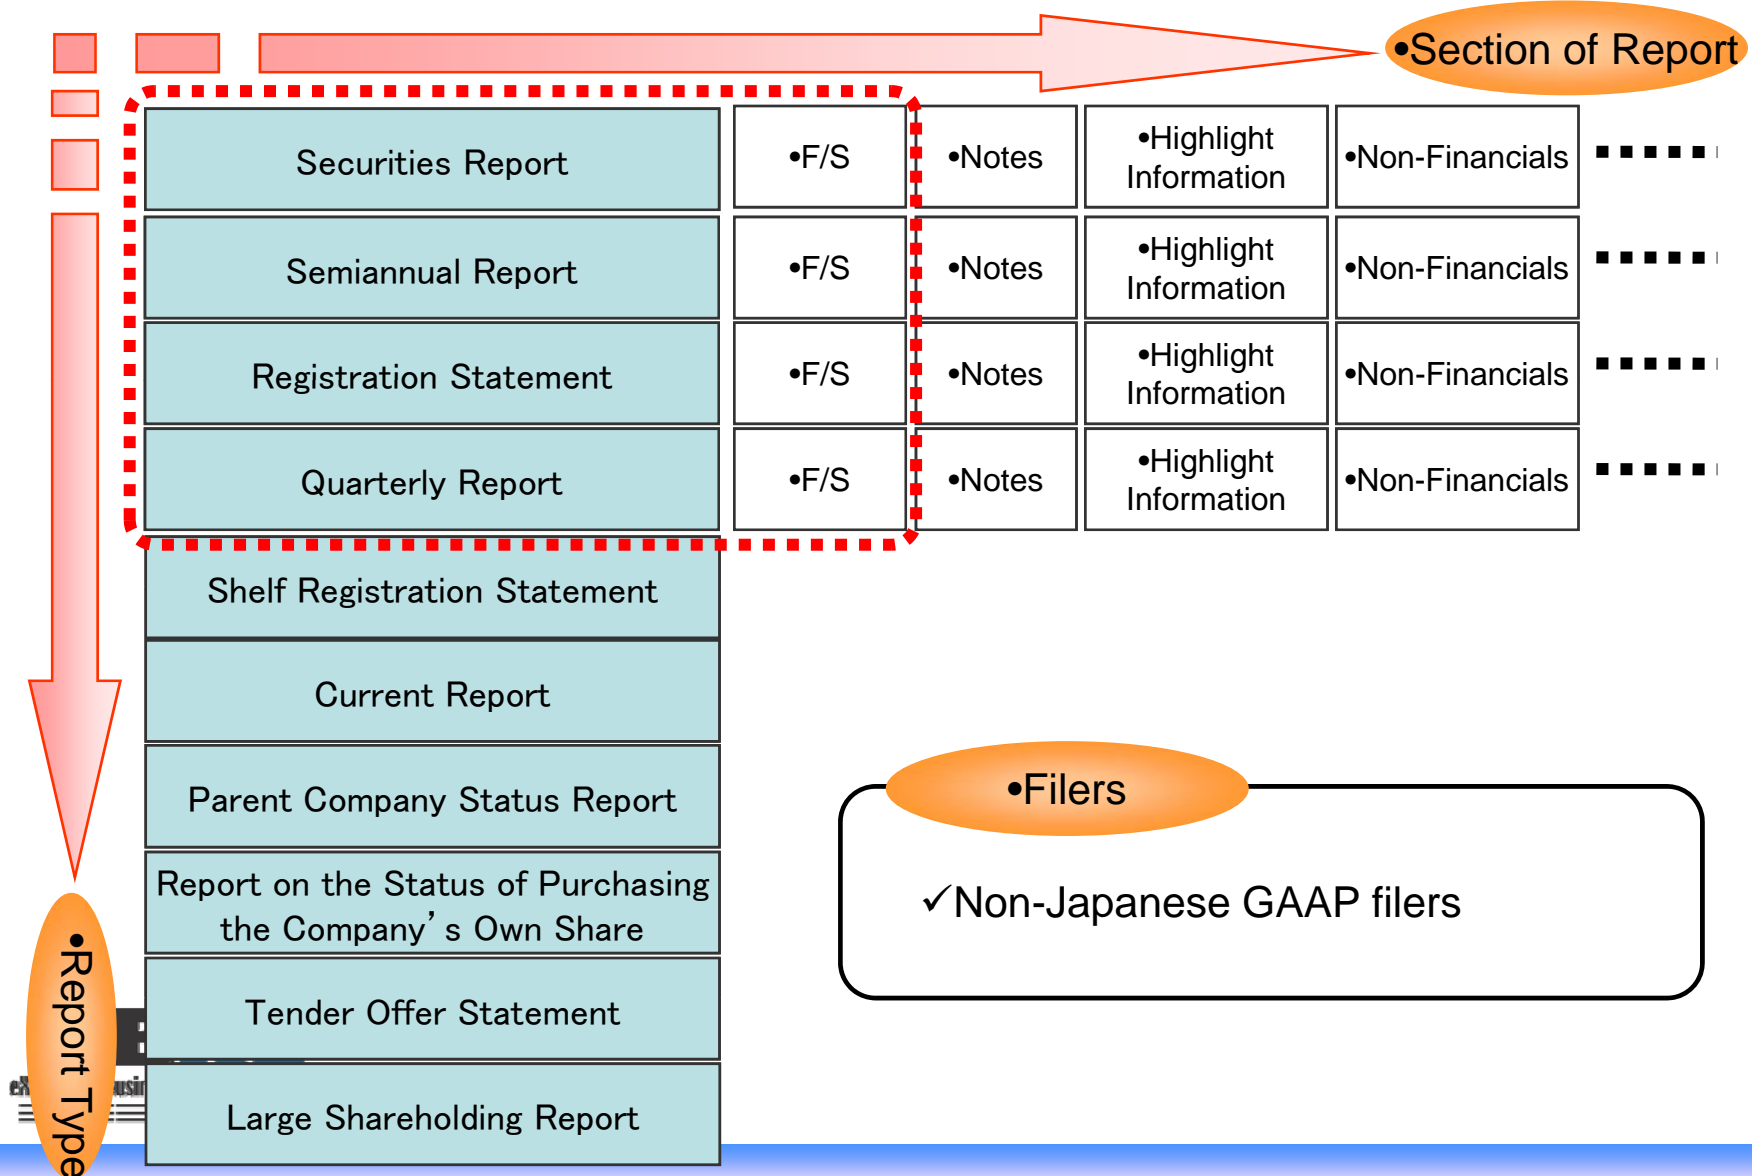 •Section of Report
Securities Report
•F/S
•Notes
•Highlight
Information
•Non-Financials
Semiannual Report
•F/S
•Notes
•Highlight
Information
•Non-Financials
Registration Statement
•F/S
•Notes
•Highlight
Information
•Non-Financials
Quarterly Report
•F/S
•Notes
•Highlight
Information
•Non-Financials
Shelf Registration Statement
Current Report
Parent Company Status Report
Report on the Status of Purchasing
the Company’s Own Share
Tender Offer Statement
Large Shareholding Report
•Report Type
•Filers
✓Non-Japanese GAAP filers